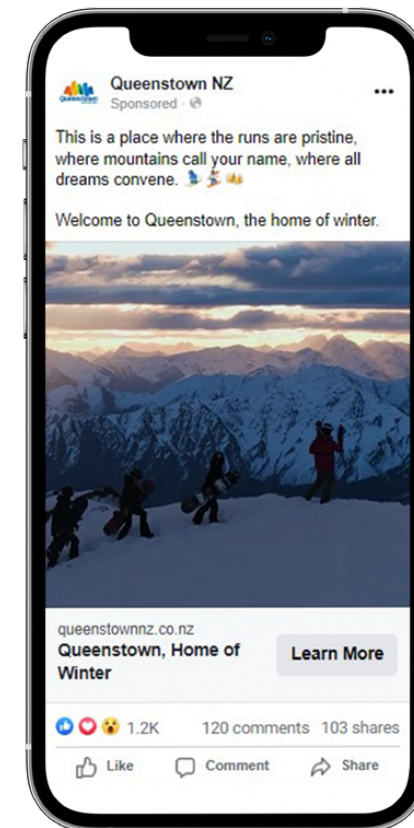 Queenstown NZ
Queenstown
Sponsored ·
This is a place where the runs are pristine,
where mountains call your name, where all
dreams convene. 🏂⛷️🏔️
Welcome to Queenstown, the home of winter.
queenstownnz.co.nz
Queenstown, Home of
Winter
Learn More
1.2K
120 comments
103 shares
Like
Comment
Share